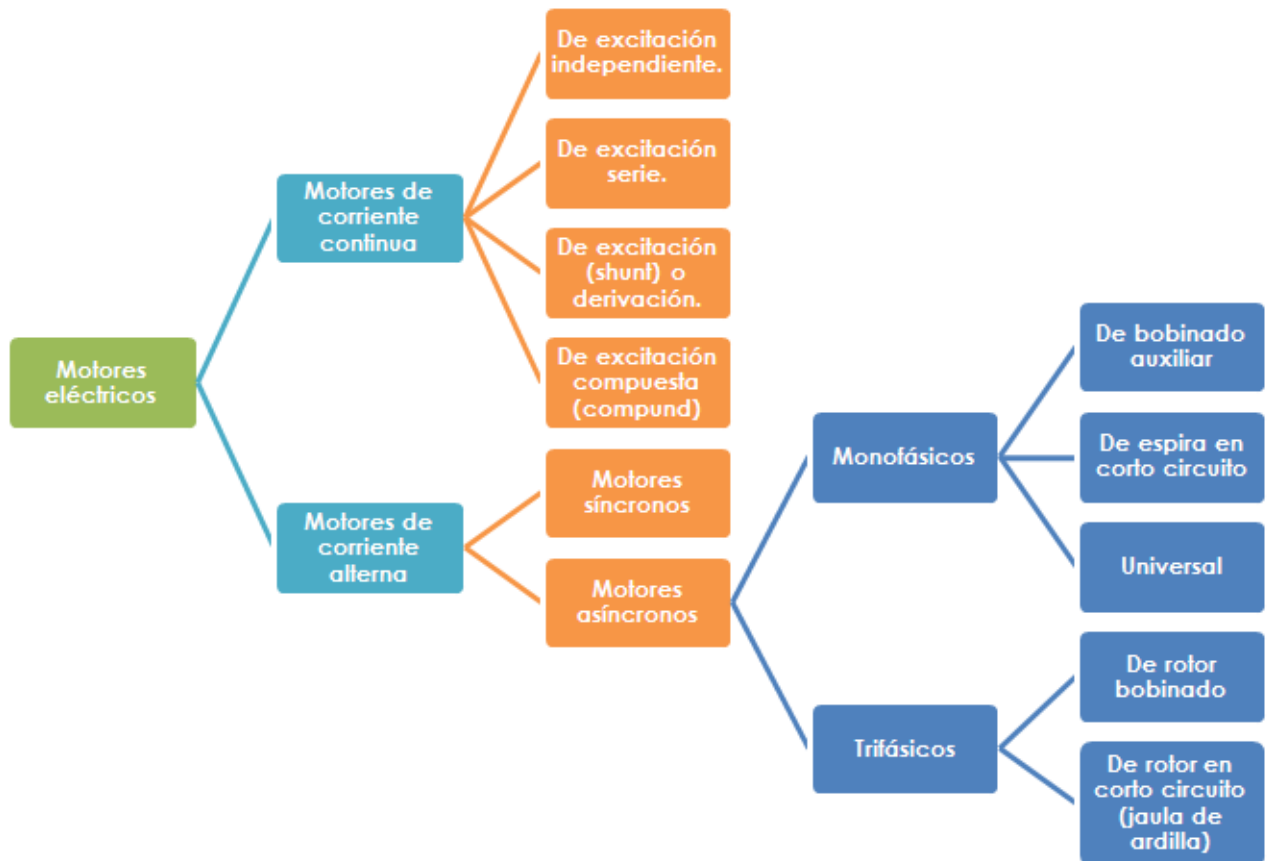 Motores
eléctricos
Motores de
corriente
continua
De excitación
independiente.
De excitación
serie.
De excitación
(shunt) o
derivación.
De excitación
compuesta
(compund)
Motores de
corriente
alterna
Motores
síncronos
Motores
asíncronos
Monofásicos
De bobinado
auxiliar
De espira en
corto circuito
Universal
Trifásicos
De rotor
bobinado
De rotor en
corto circuito
(jaula de
ardilla)